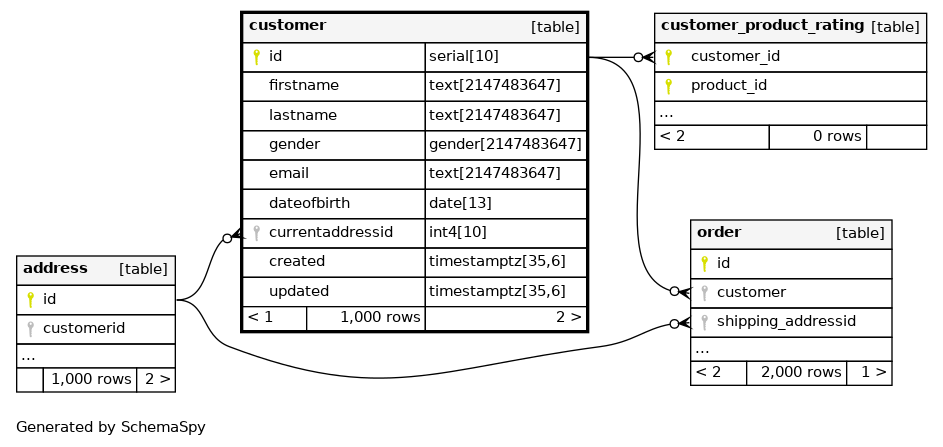 customer [table]
id serial[10]
firstname text[2147483647]
lastname text[2147483647]
gender gender[2147483647]
email text[2147483647]
dateofbirth date[13]
currentaddressid int4[10]
created timestamptz[35,6]
updated timestamptz[35,6]
< 1 1,000 rows 2 >
customer_product_rating [table]
customer_id
product_id
...
< 2 0 rows
address [table]
id
customerid
...
1,000 rows 2 >
order [table]
id
customer
shipping_addressid
...
< 2 2,000 rows 1 >
Generated by SchemaSpy